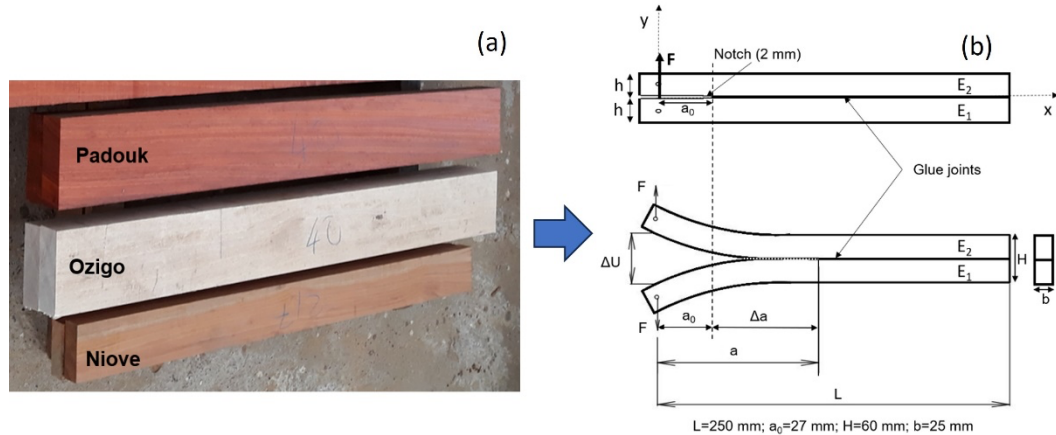 (a)
Padouk
40
Ozigo
Niove
(b)
y
F
Notch (2 mm)
h
E₂
a₀
x
h
E₁
Glue joints
F
ΔU
E₂
H
E₁
b
F
a₀
Δa
a
L
L=250 mm; a₀=27 mm; H=60 mm; b=25 mm